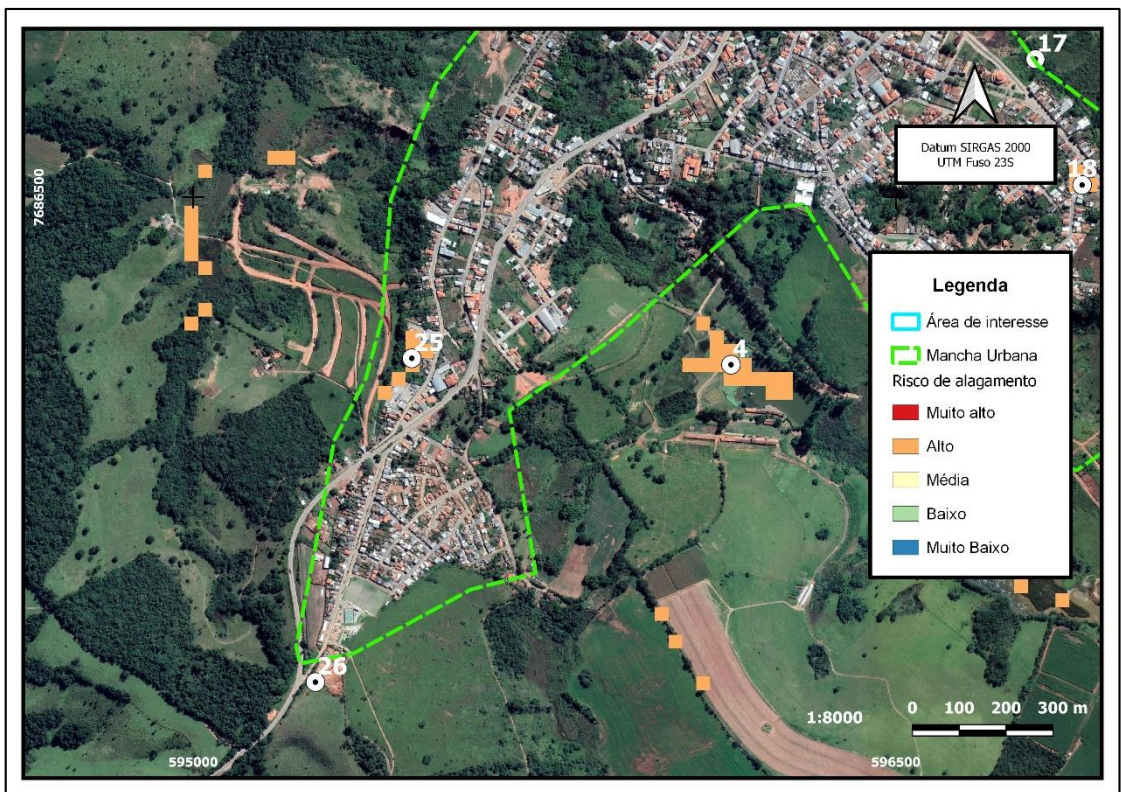 17
Datum SIRGAS 2000
UTM Fuso 23S
18
7686500
25
4
Legenda
Área de interesse
Mancha Urbana
Risco de alagamento
Muito alto
Alto
Média
Baixo
Muito Baixo
26
1:8000
0 100 200 300 m
595000
596500